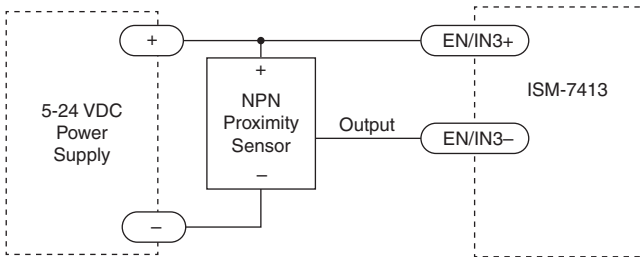 +
EN/IN3+
5-24 VDC
Power
Supply
+
NPN
Proximity
Sensor
–
Output
ISM-7413
EN/IN3–
–